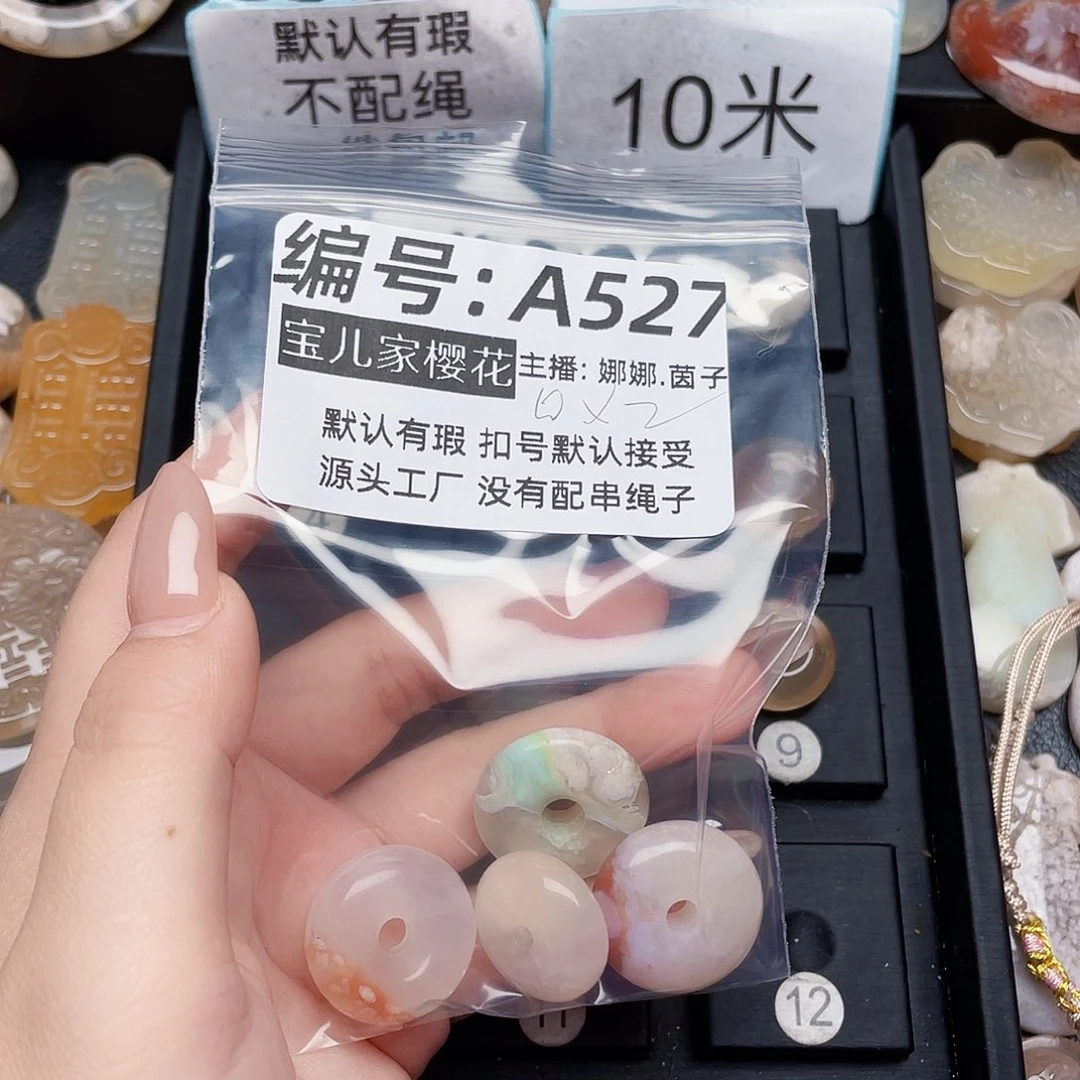 默认有瑕
不配绳
10米
编号:A527
宝儿家樱花 主播: 娜娜.茵子
默认有瑕 扣号默认接受
源头工厂 没有配串绳子
9
11
12